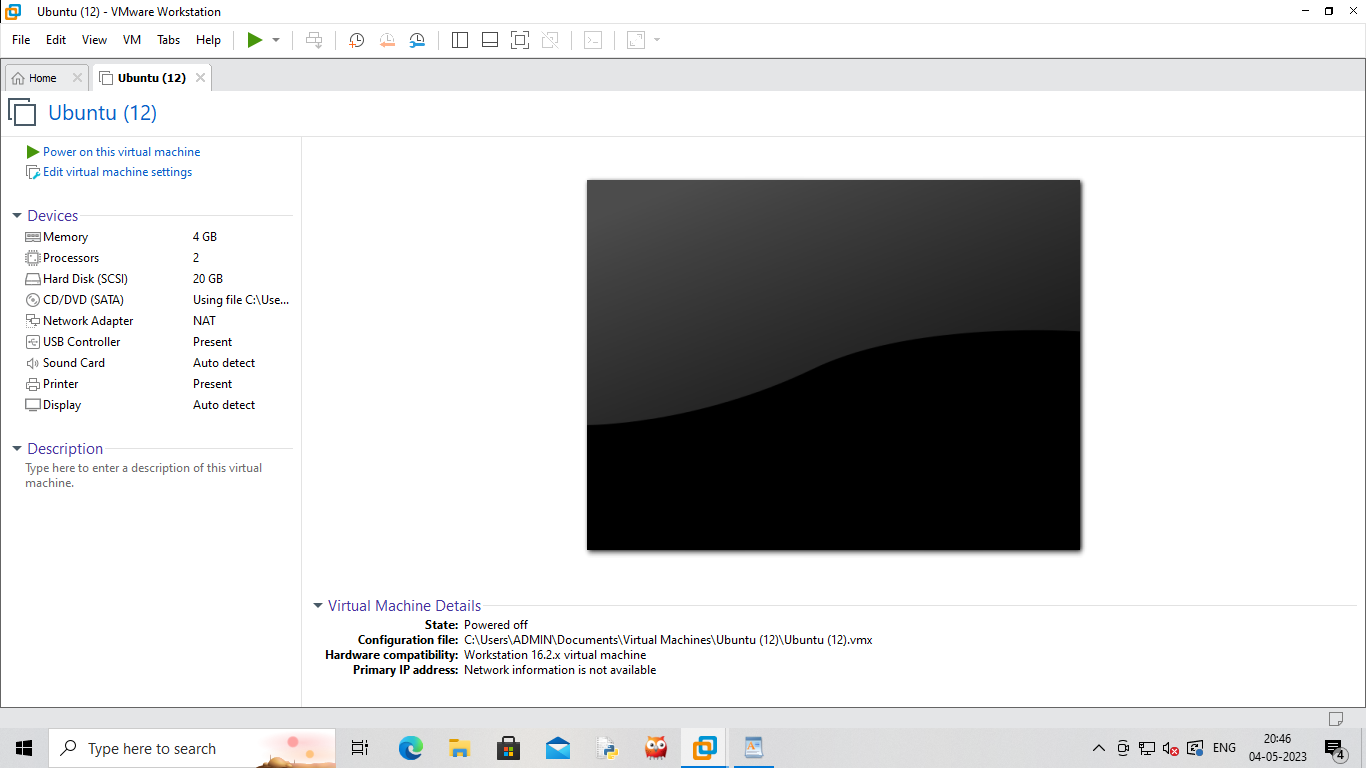 Ubuntu (12) - VMware Workstation
File Edit View VM Tabs Help
Home Ubuntu (12)
Ubuntu (12)
Power on this virtual machine
Edit virtual machine settings
Devices
Memory 4 GB
Processors 2
Hard Disk (SCSI) 20 GB
CD/DVD (SATA) Using file C:\Use...
Network Adapter NAT
USB Controller Present
Sound Card Auto detect
Printer Present
Display Auto detect
Description
Type here to enter a description of this virtual
machine.
Virtual Machine Details
State: Powered off
Configuration file: C:\Users\ADMIN\Documents\Virtual Machines\Ubuntu (12)\Ubuntu (12).vmx
Hardware compatibility: Workstation 16.2.x virtual machine
Primary IP address: Network information is not available
Type here to search
ENG
20:46
04-05-2023
4